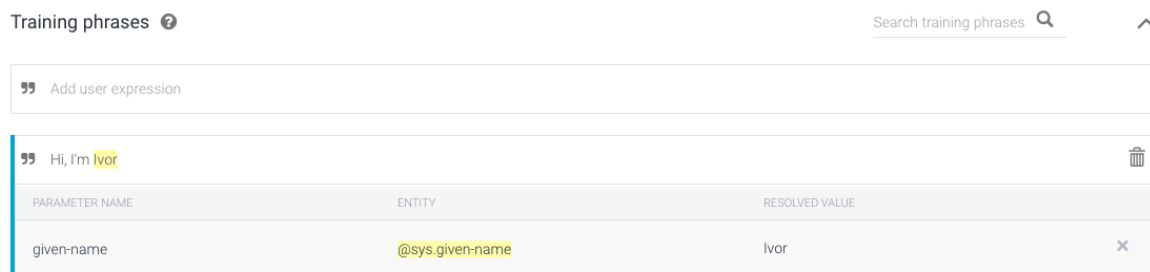 Training phrases ?
Search training phrases
Add user expression
Hi, I'm Ivor
PARAMETER NAME ENTITY RESOLVED VALUE
given-name @sys.given-name Ivor